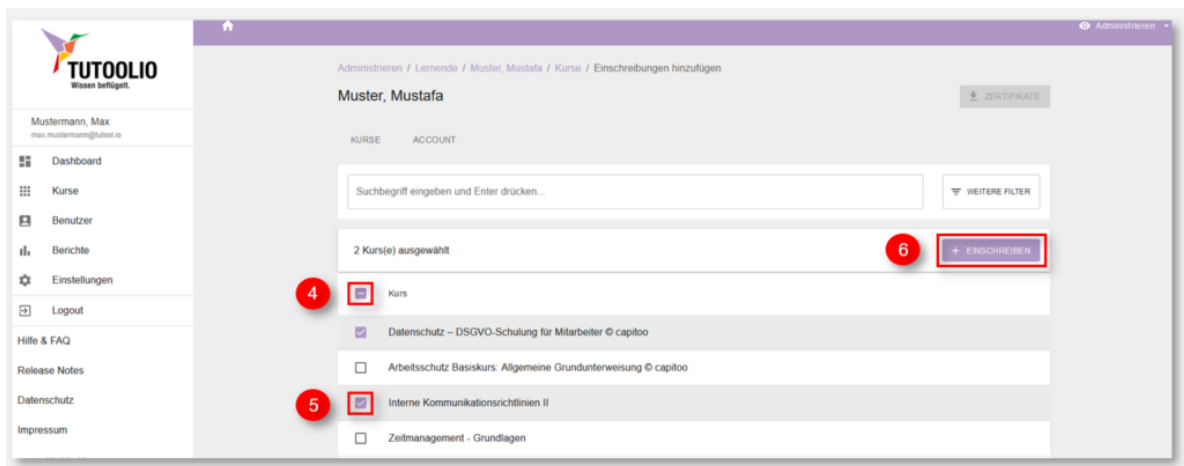 Administrieren
TUTOOLIO
Wissen beflügelt.
Mustermann, Max
max.mustermann@tutool.io
Dashboard
Kurse
Benutzer
Berichte
Einstellungen
Logout
Hilfe & FAQ
Release Notes
Datenschutz
Impressum
Administrieren / Lernende / Muster, Mustafa / Kurse / Einschreibungen hinzufügen
Muster, Mustafa
ZERTIFIKATE
KURSE ACCOUNT
Suchbegriff eingeben und Enter drücken...
WEITERE FILTER
2 Kurs(e) ausgewählt
6
+ EINSCHREIBEN
4
Kurs
Datenschutz – DSGVO-Schulung für Mitarbeiter © capitoo
Arbeitsschutz Basiskurs: Allgemeine Grundunterweisung © capitoo
5
Interne Kommunikationsrichtlinien II
Zeitmanagement - Grundlagen